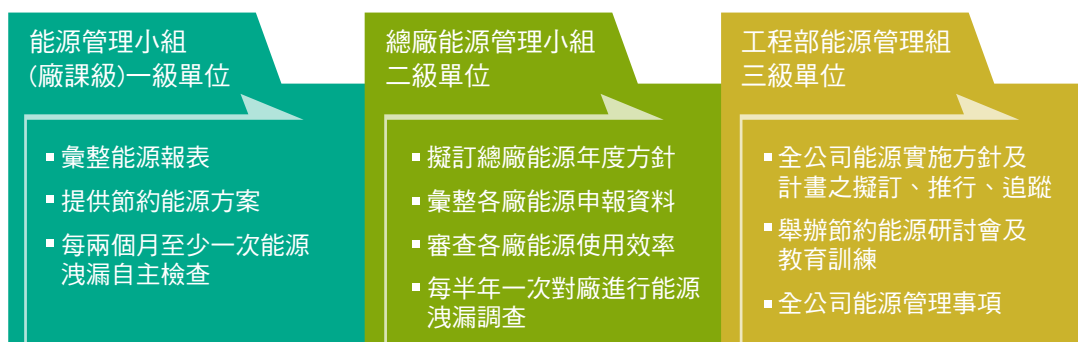 能源管理小組
(廠課級)一級單位
▪彙整能源報表
▪提供節約能源方案
▪每兩個月至少一次能源
洩漏自主檢查
總廠能源管理小組
二級單位
▪擬訂總廠能源年度方針
▪彙整各廠能源申報資料
▪審查各廠能源使用效率
▪每半年一次對廠進行能源
洩漏調查
工程部能源管理組
三級單位
▪全公司能源實施方針及
計畫之擬訂、推行、追蹤
▪舉辦節約能源研討會及
教育訓練
▪全公司能源管理事項